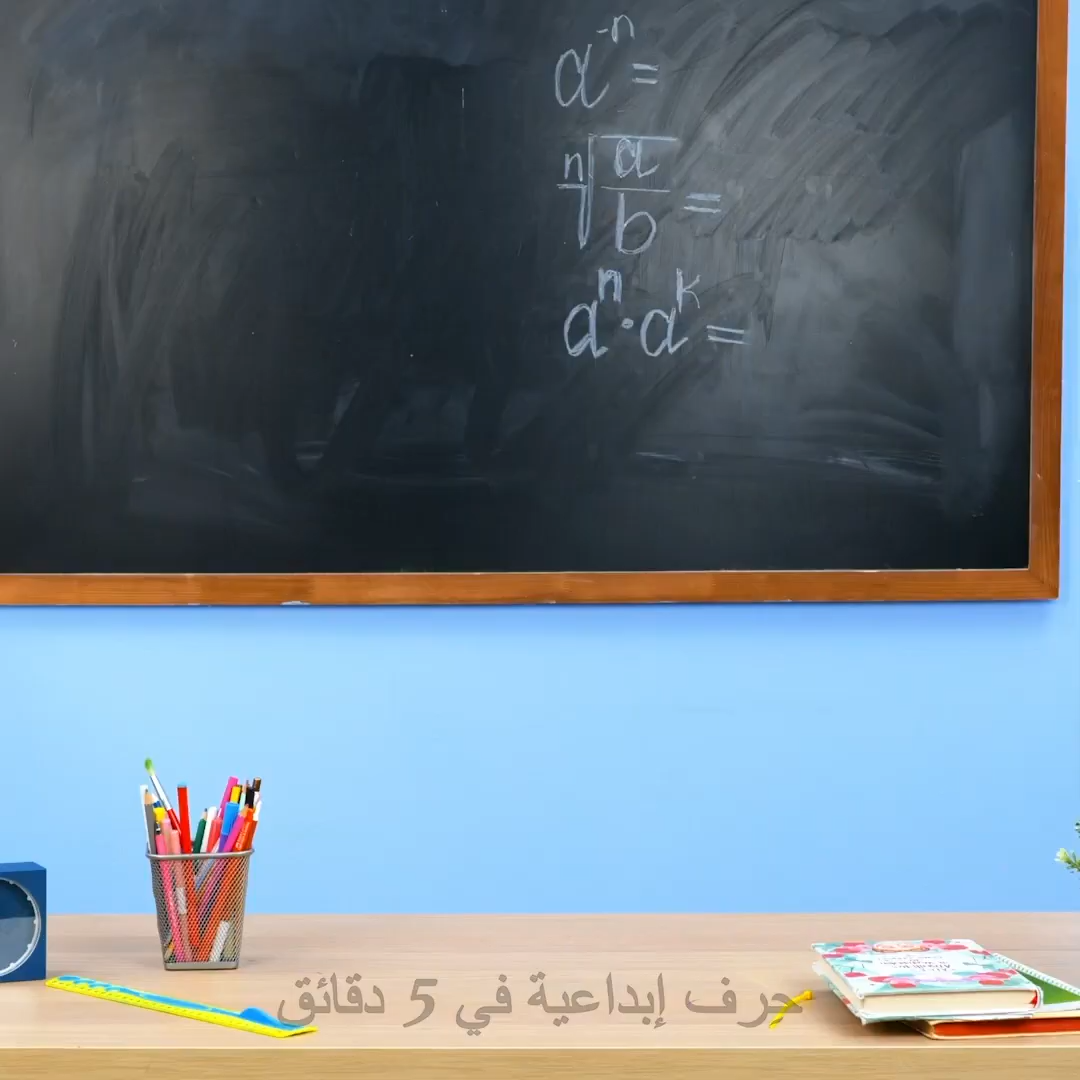 a⁻ⁿ =
ⁿ√(a/b) =
aⁿ · aᵏ =
حرف إبداعية في 5 دقائق